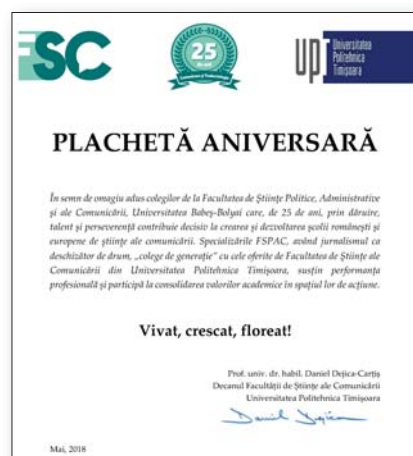 FSC
25
de ani
UPT
Universitatea
Politehnica
Timișoara
PLACHETĂ ANIVERSARĂ
În semn de omagiu adus colegilor de la Facultatea de Științe Politice, Administrative
și ale Comunicării, Universitatea Babeș-Bolyai care, de 25 de ani, prin dăruire,
talent și perseverență contribuie decisiv la crearea și dezvoltarea școlii românești și
europene de științe ale comunicării. Specializările FSPAC, având jurnalismul ca
deschizător de drum, „colege de generație” cu cele oferite de Facultatea de Științe ale
Comunicării din Universitatea Politehnica Timișoara, susțin performanța
profesională și participă la consolidarea valorilor academice în spațiul lor de acțiune.
Vivat, crescat, floreat!
Prof. univ. dr. habil. Daniel Dejica-Carțiș
Decanul Facultății de Științe ale Comunicării
Universitatea Politehnica Timișoara
Daniel Dejica
Mai, 2018